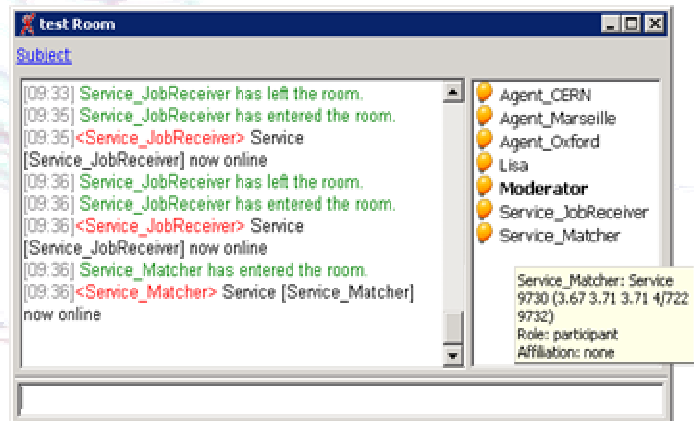 test Room
Subject
[09:33] Service_JobReceiver has left the room.
[09:35] Service_JobReceiver has entered the room.
[09:35]<Service_JobReceiver> Service
[Service_JobReceiver] now online
[09:36] Service_JobReceiver has left the room.
[09:36] Service_JobReceiver has entered the room.
[09:36]<Service_JobReceiver> Service
[Service_JobReceiver] now online
[09:36] Service_Matcher has entered the room.
[09:36]<Service_Matcher> Service [Service_Matcher]
now online
Agent_CERN
Agent_Marseille
Agent_Oxford
Lisa
Moderator
Service_JobReceiver
Service_Matcher
Service_Matcher: Service
9730 (3.67 3.71 3.71 4/722
9732)
Role: participant
Affiliation: none